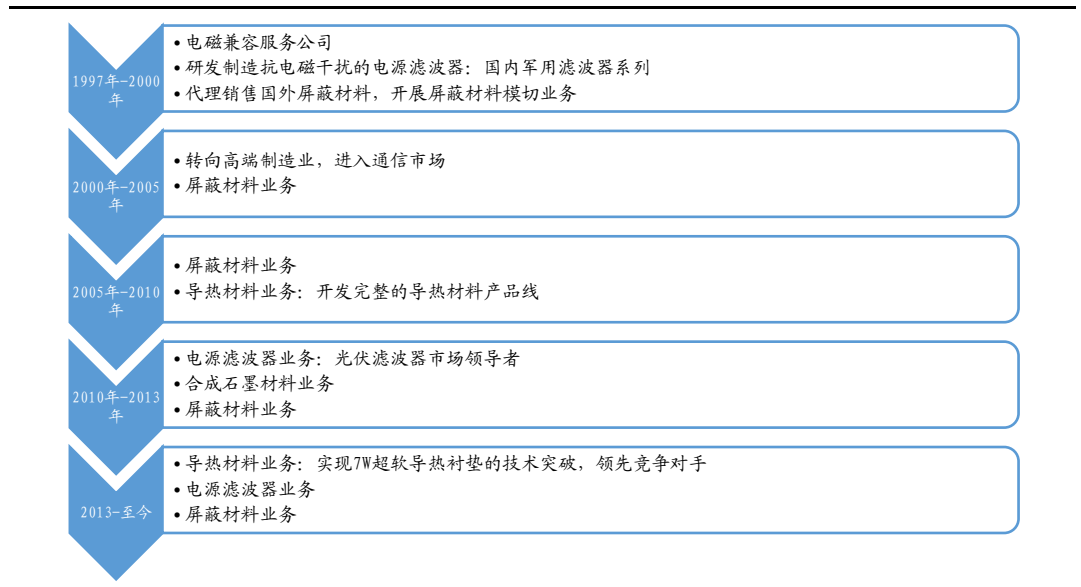 1997年-2000
年
• 电磁兼容服务公司
• 研发制造抗电磁干扰的电源滤波器：国内军用滤波器系列
• 代理销售国外屏蔽材料，开展屏蔽材料模切业务
2000年-2005
年
• 转向高端制造业，进入通信市场
• 屏蔽材料业务
2005年-2010
年
• 屏蔽材料业务
• 导热材料业务：开发完整的导热材料产品线
2010年-2013
年
• 电源滤波器业务：光伏滤波器市场领导者
• 合成石墨材料业务
• 屏蔽材料业务
2013-至今
• 导热材料业务：实现7W超软导热衬垫的技术突破，领先竞争对手
• 电源滤波器业务
• 屏蔽材料业务